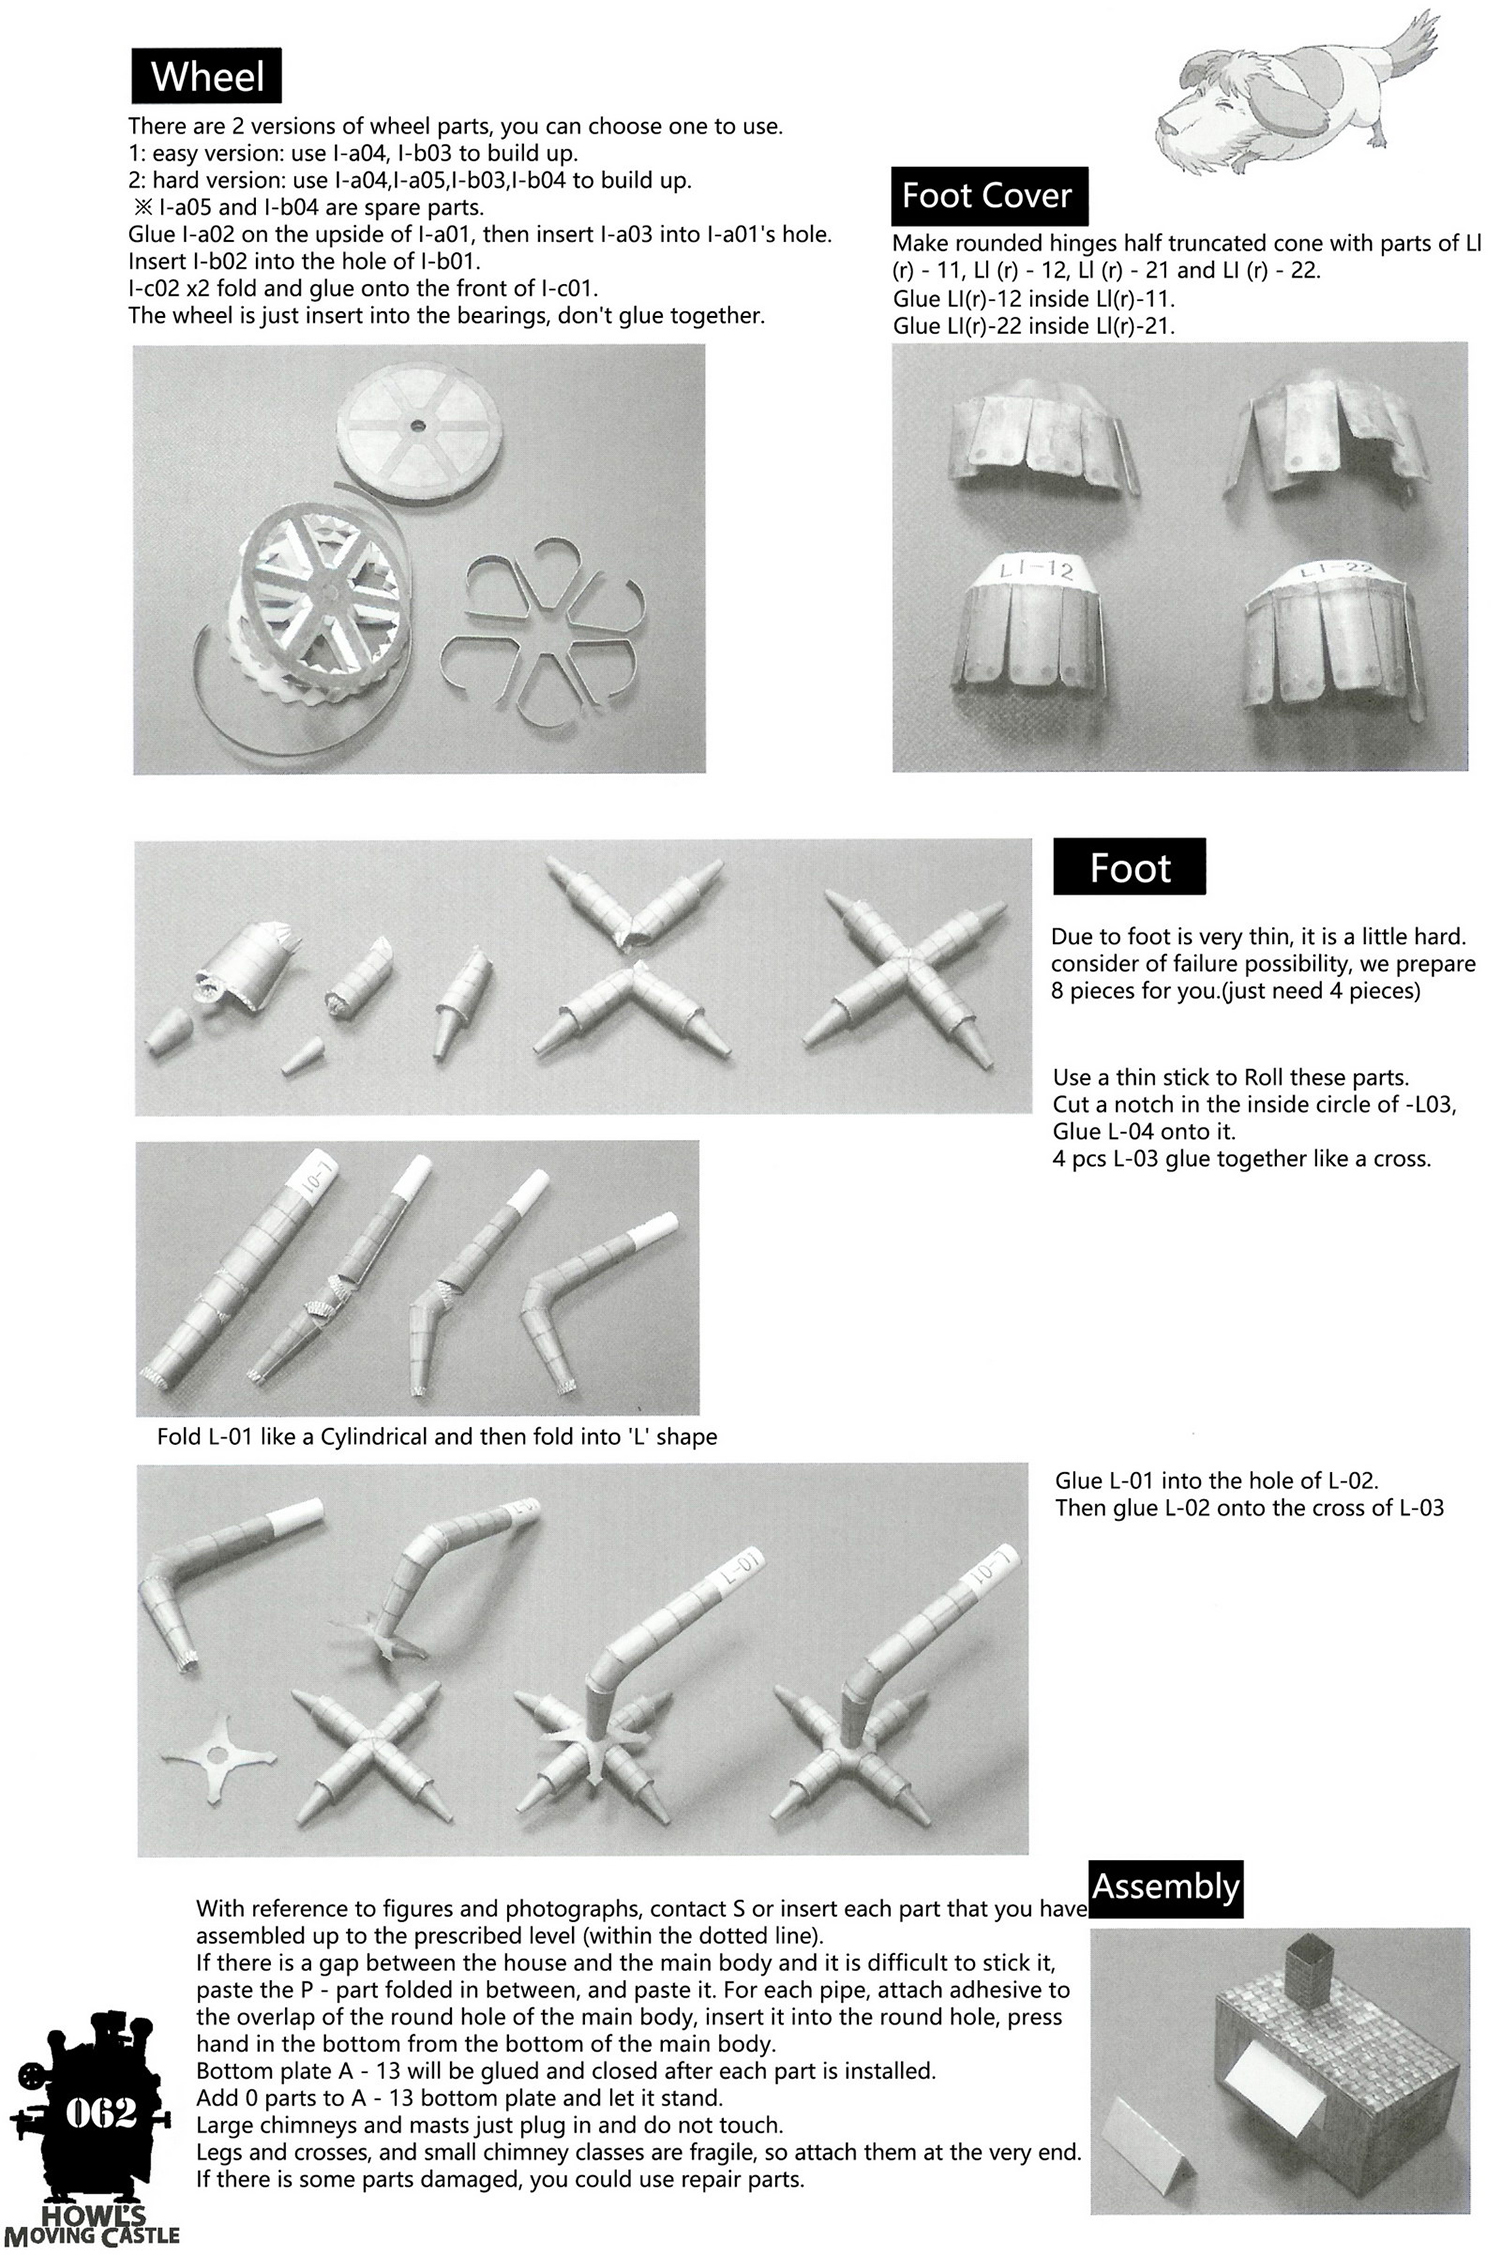 Wheel
There are 2 versions of wheel parts, you can choose one to use.
1: easy version: use I-a04, I-b03 to build up.
2: hard version: use I-a04,I-a05,I-b03,I-b04 to build up.
※ I-a05 and I-b04 are spare parts.
Glue I-a02 on the upside of I-a01, then insert I-a03 into I-a01's hole.
Insert I-b02 into the hole of I-b01.
I-c02 x2 fold and glue onto the front of I-c01.
The wheel is just insert into the bearings, don't glue together.
Foot Cover
Make rounded hinges half truncated cone with parts of Ll
(r) - 11, Ll (r) - 12, Ll (r) - 21 and LI (r) - 22.
Glue LI(r)-12 inside Ll(r)-11.
Glue LI(r)-22 inside Ll(r)-21.
L1-12
L1-22
Foot
Due to foot is very thin, it is a little hard.
consider of failure possibility, we prepare
8 pieces for you.(just need 4 pieces)
Use a thin stick to Roll these parts.
Cut a notch in the inside circle of -L03,
Glue L-04 onto it.
4 pcs L-03 glue together like a cross.
L-01
Fold L-01 like a Cylindrical and then fold into 'L' shape
Glue L-01 into the hole of L-02.
Then glue L-02 onto the cross of L-03
L-01
L-01
L-01
Assembly
With reference to figures and photographs, contact S or insert each part that you have
assembled up to the prescribed level (within the dotted line).
If there is a gap between the house and the main body and it is difficult to stick it,
paste the P - part folded in between, and paste it. For each pipe, attach adhesive to
the overlap of the round hole of the main body, insert it into the round hole, press
hand in the bottom from the bottom of the main body.
Bottom plate A - 13 will be glued and closed after each part is installed.
Add 0 parts to A - 13 bottom plate and let it stand.
Large chimneys and masts just plug in and do not touch.
Legs and crosses, and small chimney classes are fragile, so attach them at the very end.
If there is some parts damaged, you could use repair parts.
062
HOWL'S
MOVING CASTLE